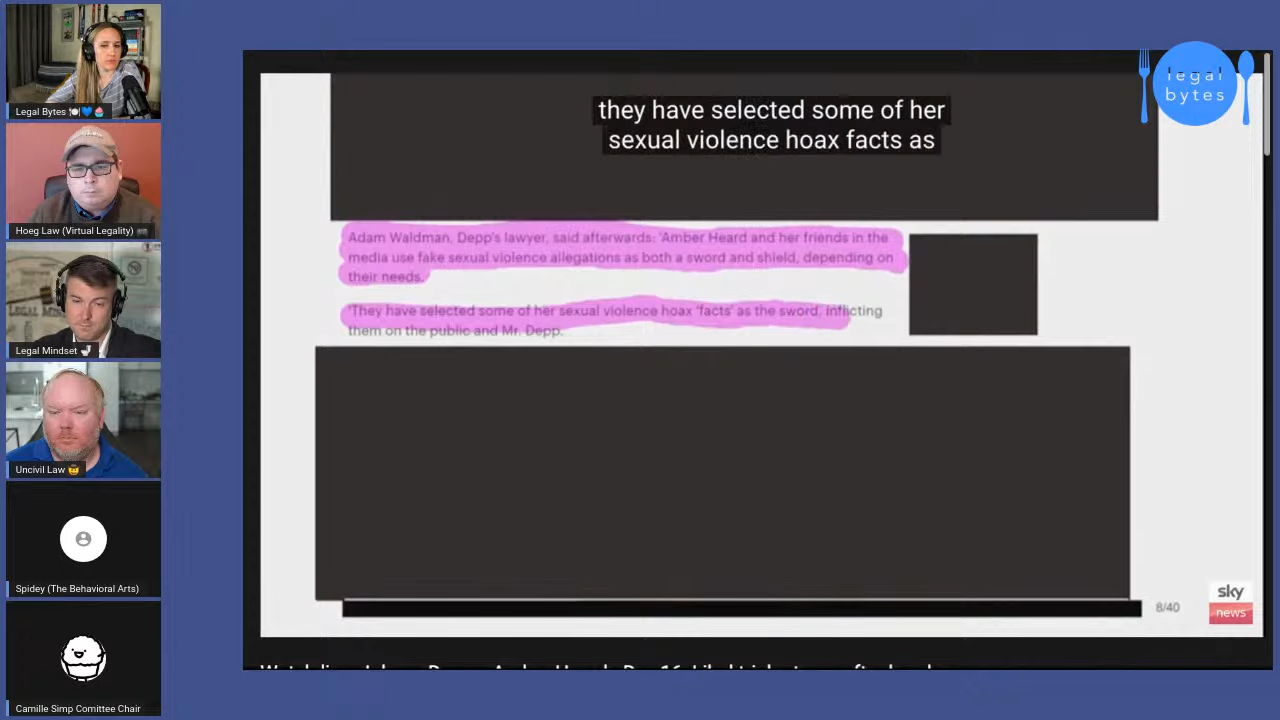 Legal Bytes 🍽💙🧁
Hoeg Law (Virtual Legality)
Legal Mindset
Uncivil Law 🤠
Spidey (The Behavioral Arts)
Camille Simp Comittee Chair
legal
bytes
they have selected some of her
sexual violence hoax facts as
Adam Waldman, Depp's lawyer, said afterwards: 'Amber Heard and her friends in the
media use fake sexual violence allegations as both a sword and shield, depending on
their needs.
'They have selected some of her sexual violence hoax 'facts' as the sword, inflicting
them on the public and Mr. Depp.
8/40
sky
news